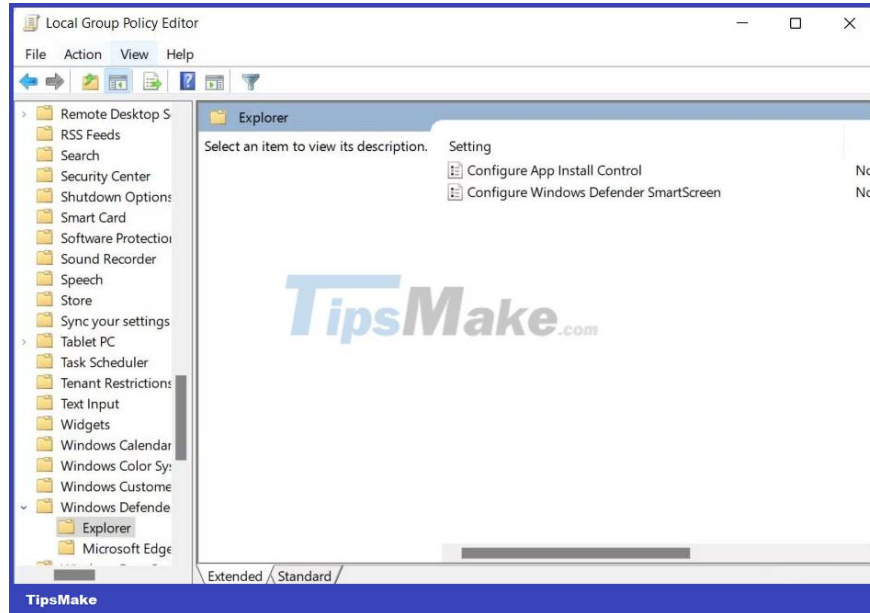 Local Group Policy Editor
File Action View Help
Remote Desktop S
RSS Feeds
Search
Security Center
Shutdown Options
Smart Card
Software Protection
Sound Recorder
Speech
Store
Sync your settings
Tablet PC
Task Scheduler
Tenant Restrictions
Text Input
Widgets
Windows Calendar
Windows Color Sy
Windows Custome
Windows Defende
Explorer
Microsoft Edge
Explorer
Select an item to view its description.
Setting
Configure App Install Control No
Configure Windows Defender SmartScreen No
TipsMake.com
Extended Standard
TipsMake